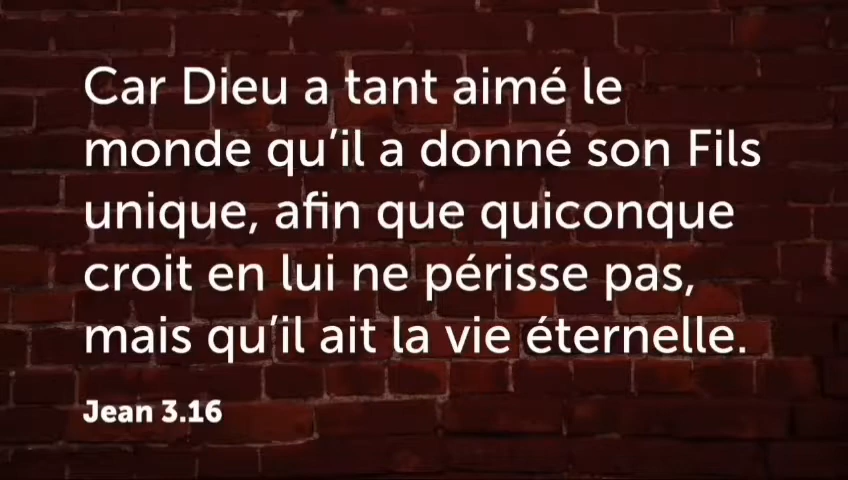 Car Dieu a tant aimé le
monde qu’il a donné son Fils
unique, afin que quiconque
croit en lui ne périsse pas,
mais qu’il ait la vie éternelle.
Jean 3.16